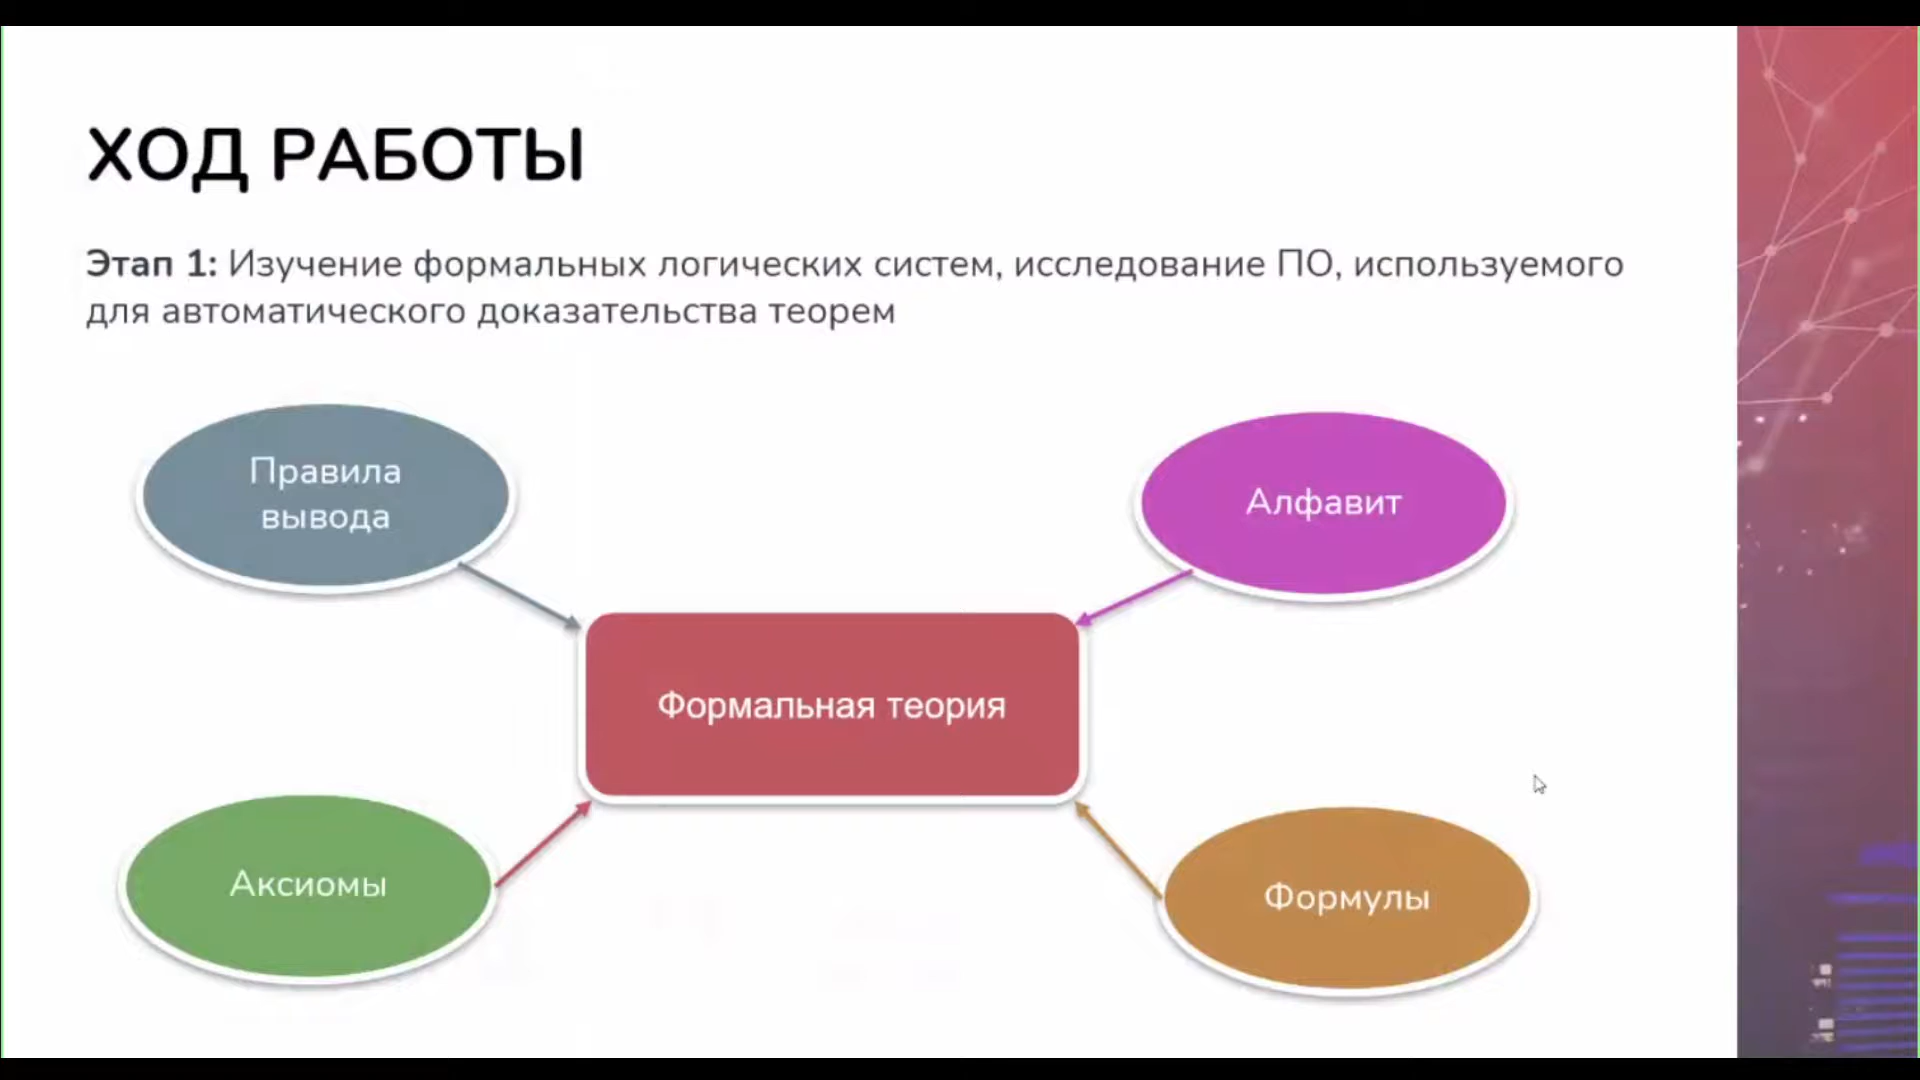 ХОД РАБОТЫ
Этап 1: Изучение формальных логических систем, исследование ПО, используемого
для автоматического доказательства теорем
Правила
вывода
Алфавит
Формальная теория
Аксиомы
Формулы